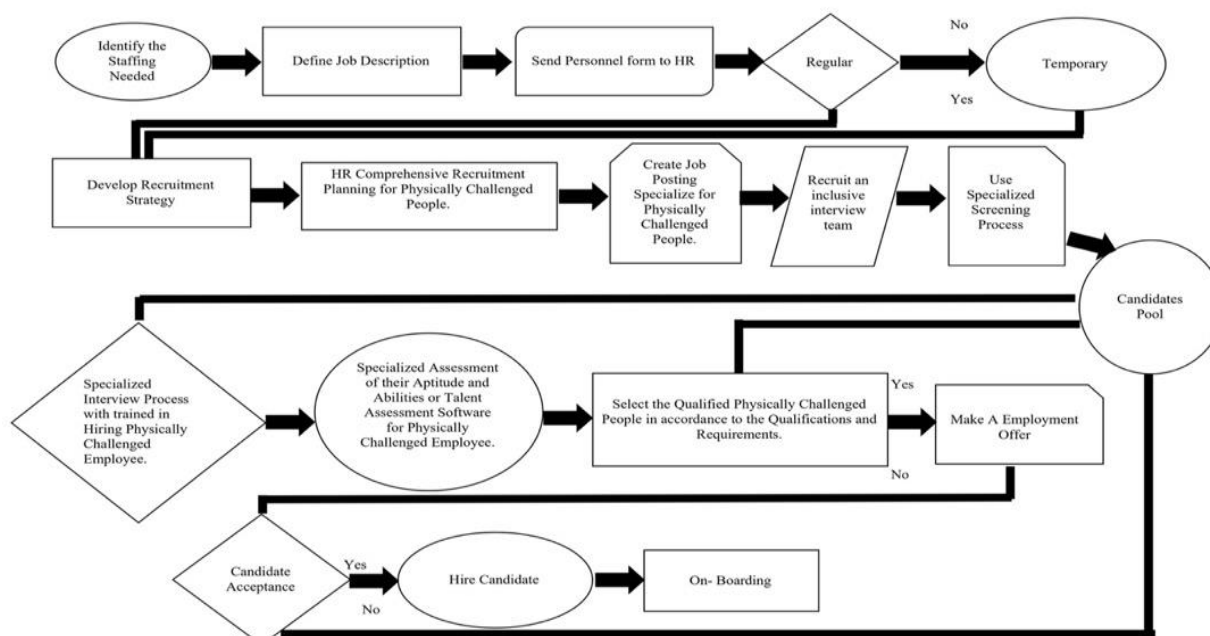 Identify the
Staffing
Needed
Define Job Description
Send Personnel form to HR
Regular
No
Yes
Temporary
Develop Recruitment
Strategy
HR Comprehensive Recruitment
Planning for Physically Challenged
People.
Create Job
Posting
Specialize for
Physically
Challenged
People.
Recruit an
inclusive
interview
team
Use
Specialized
Screening
Process
Candidates
Pool
Specialized
Interview Process
with trained in
Hiring Physically
Challenged
Employee.
Specialized Assessment
of their Aptitude and
Abilities or Talent
Assessment Software
for Physically
Challenged Employee.
Select the Qualified Physically Challenged
People in accordance to the Qualifications and
Requirements.
Yes
No
Make A Employment
Offer
Candidate
Acceptance
Yes
No
Hire Candidate
On- Boarding